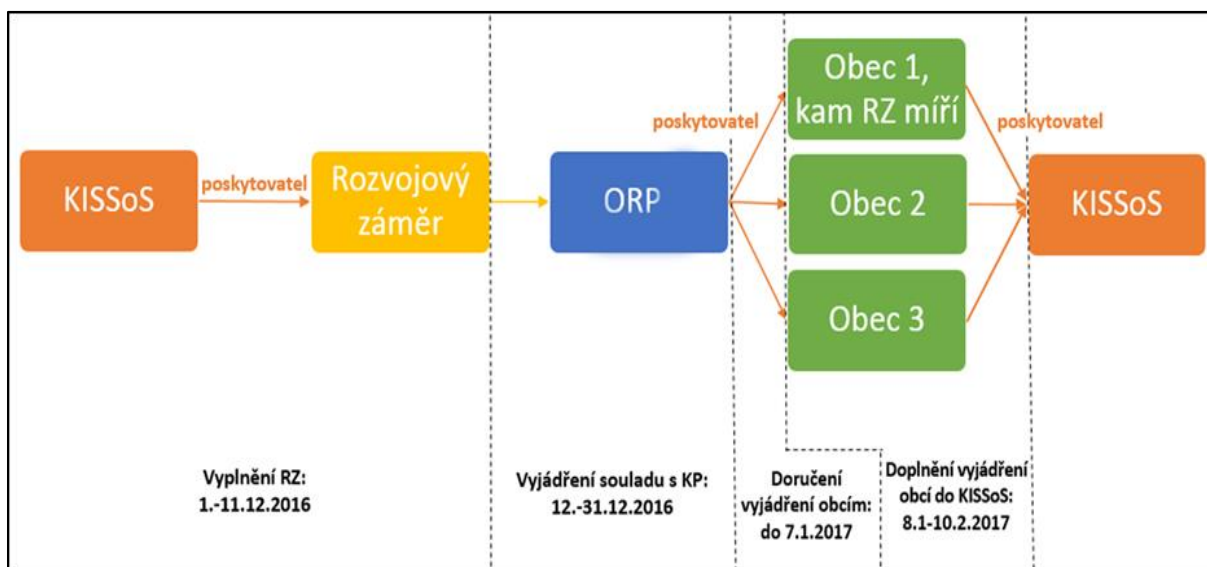 KISSoS
poskytovatel
Rozvojový
záměr
ORP
poskytovatel
Obec 1,
kam RZ míří
Obec 2
Obec 3
poskytovatel
KISSoS
Vyplnění RZ:
1.-11.12.2016
Vyjádření souladu s KP:
12.-31.12.2016
Doručení
vyjádření obcím:
do 7.1.2017
Doplnění vyjádření
obcí do KISSoS:
8.1-10.2.2017